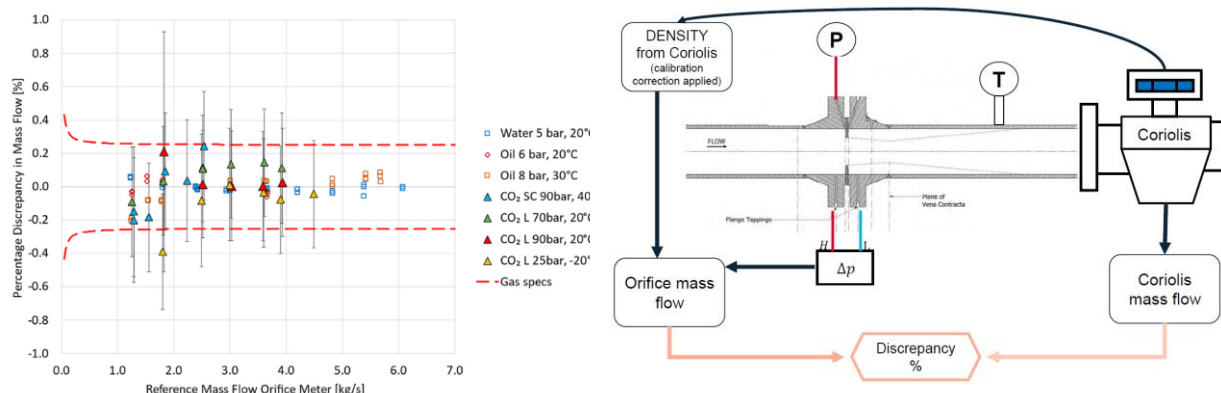 1.0
0.8
0.6
0.4
0.2
0.0
-0.2
-0.4
-0.6
-0.8
-1.0
Percentage Discrepancy in Mass Flow [%]
0.0 1.0 2.0 3.0 4.0 5.0 6.0 7.0
Reference Mass Flow Orifice Meter [kg/s]
Water 5 bar, 20°C
Oil 6 bar, 20°C
Oil 8 bar, 30°C
CO₂ SC 90bar, 40
CO₂ L 70bar, 20°C
CO₂ L 90bar, 20°C
CO₂ L 25bar, -20°
Gas specs
DENSITY
from Coriolis
(calibration
correction applied)
P
T
FLOW
Coriolis
Plane of
Vena Contracta
Flange Tappings
H
L
Δp
Orifice mass
flow
Coriolis
mass flow
Discrepancy
%